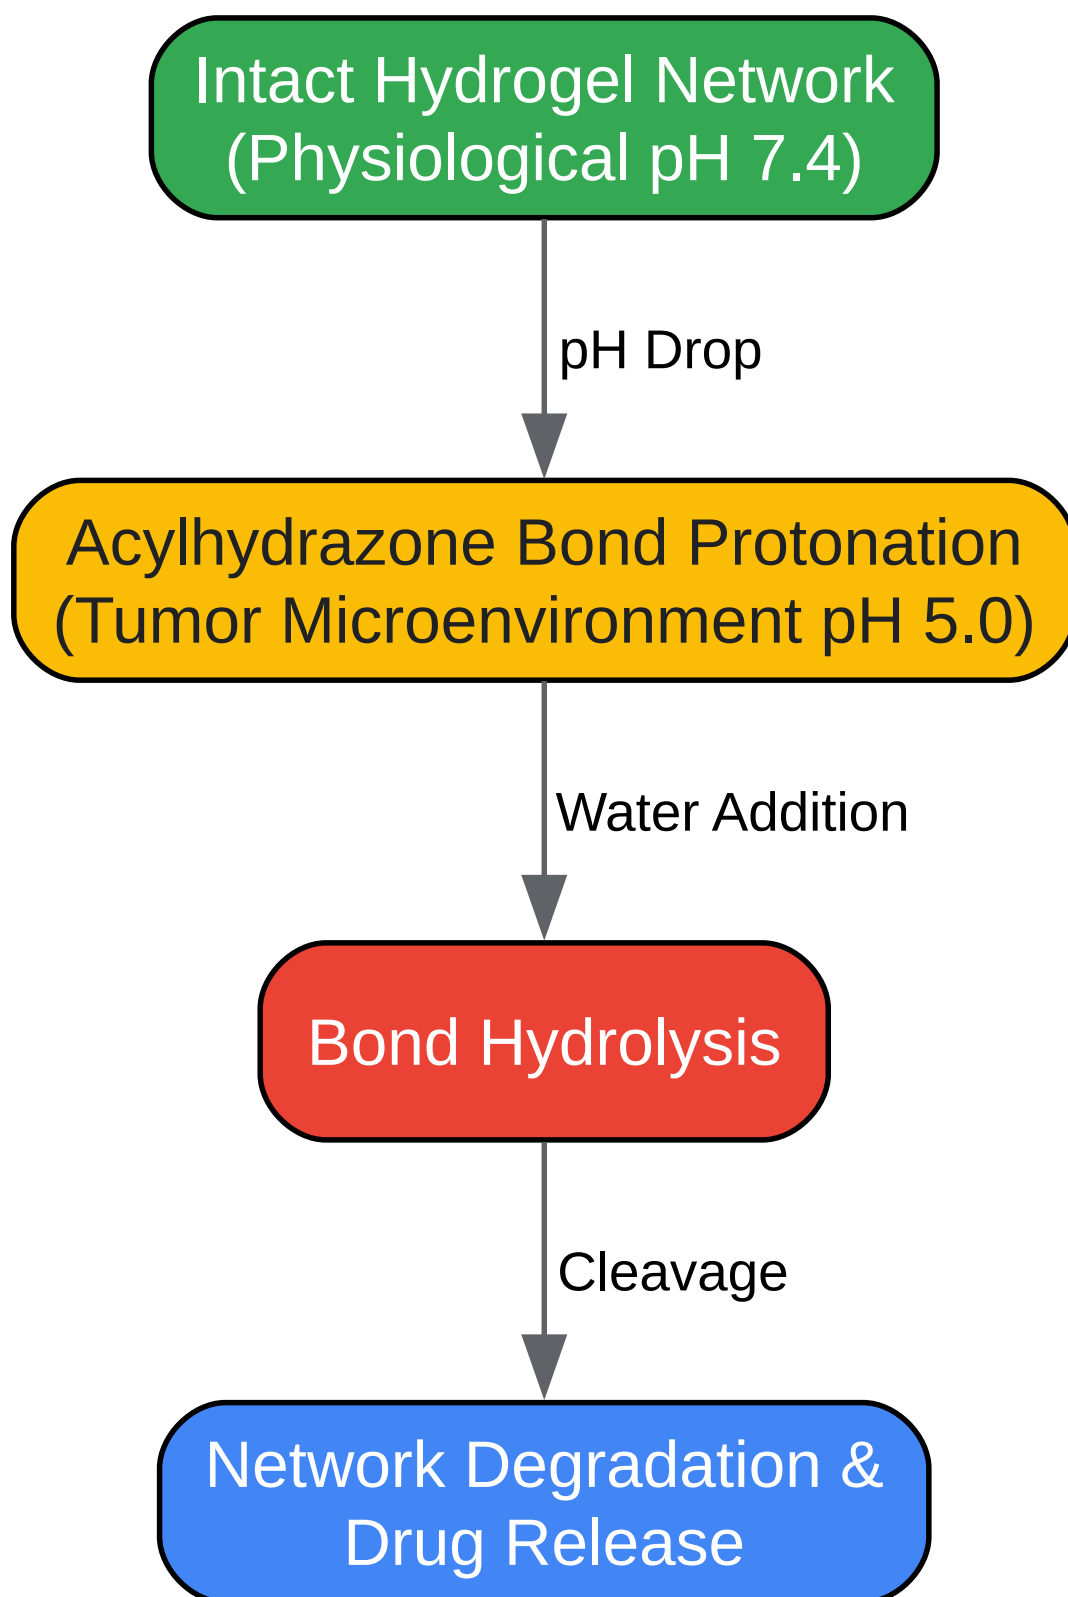 Intact Hydrogel Network
(Physiological pH 7.4)
pH Drop
Acylhydrazone Bond Protonation
(Tumor Microenvironment pH 5.0)
Water Addition
Bond Hydrolysis
Cleavage
Network Degradation &
Drug Release